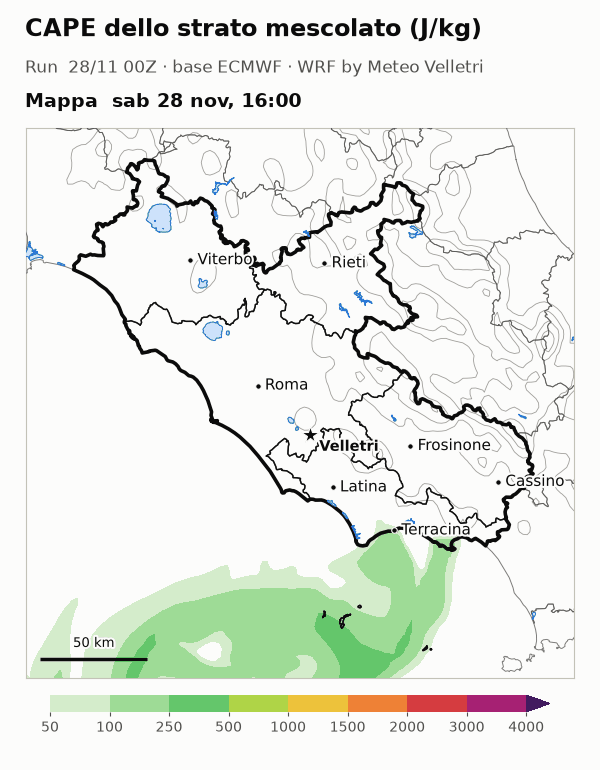 CAPE dello strato mescolato (J/kg)
Run  28/11 00Z · base ECMWF · WRF by Meteo Velletri
Mappa  sab 28 nov, 16:00
Viterbo
Rieti
Roma
Velletri
Frosinone
Latina
Cassino
Terracina
50 km
50 100 250 500 1000 1500 2000 3000 4000